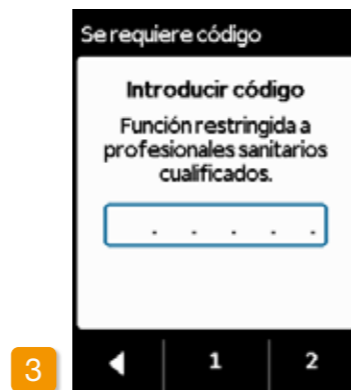 Se requiere código
Introducir código
Función restringida a
profesionales sanitarios
cualificados.
. . . . .
3
1 2